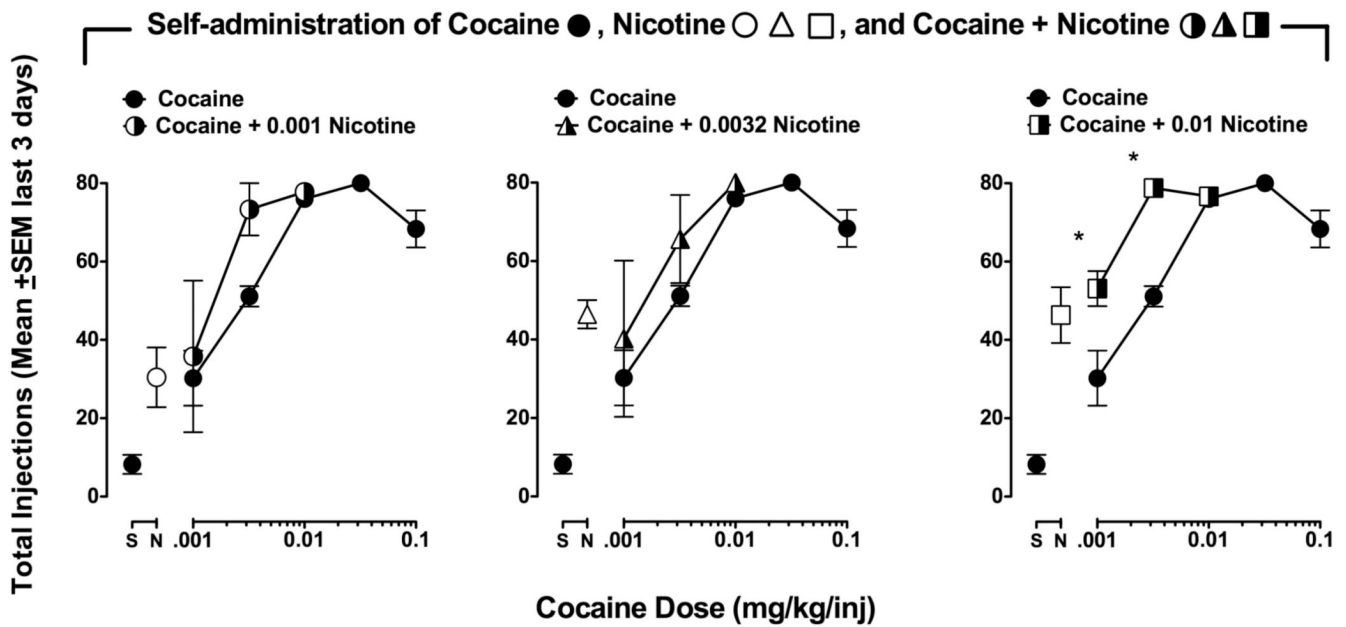 Self-administration of Cocaine ●, Nicotine ○ △ □, and Cocaine + Nicotine ◑ ◮ ◨
Total Injections (Mean ±SEM last 3 days)
Cocaine
Cocaine + 0.001 Nicotine
80
60
40
20
0
S N .001 0.01 0.1
Cocaine
Cocaine + 0.0032 Nicotine
80
60
40
20
0
S N .001 0.01 0.1
Cocaine
Cocaine + 0.01 Nicotine
*
*
80
60
40
20
0
S N .001 0.01 0.1
Cocaine Dose (mg/kg/inj)